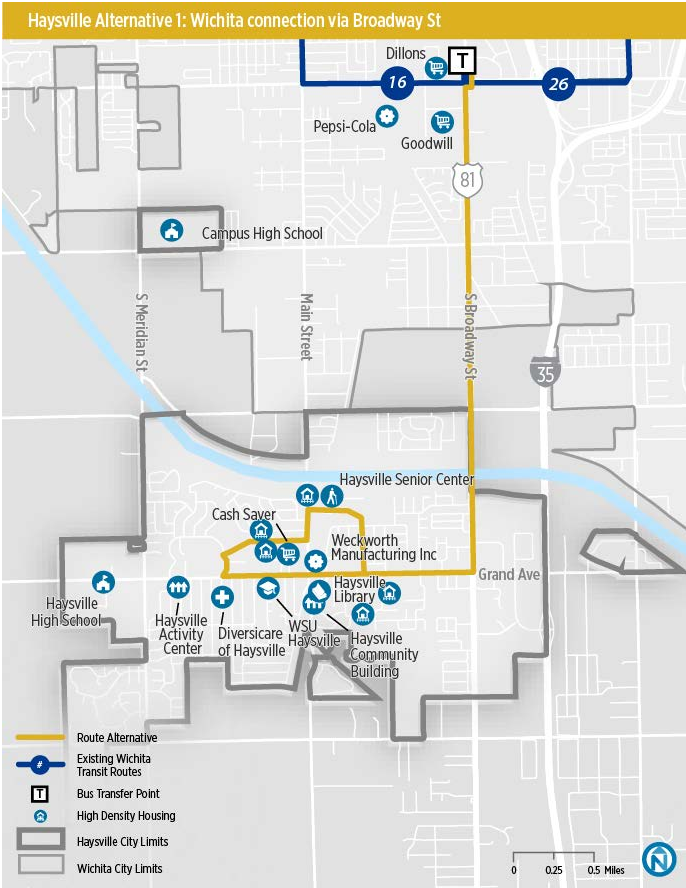 Haysville Alternative 1: Wichita connection via Broadway St
Dillons
T
16
26
Pepsi-Cola
Goodwill
81
Campus High School
S Meridian St
Main Street
S Broadway St
35
Haysville Senior Center
Cash Saver
Weckworth
Manufacturing Inc
Grand Ave
Haysville
High School
Haysville
Activity
Center
Diversicare
of Haysville
WSU
Haysville
Haysville
Library
Haysville
Community
Building
Route Alternative
#
Existing Wichita
Transit Routes
T
Bus Transfer Point
High Density Housing
Haysville City Limits
Wichita City Limits
0 0.25 0.5 Miles
N